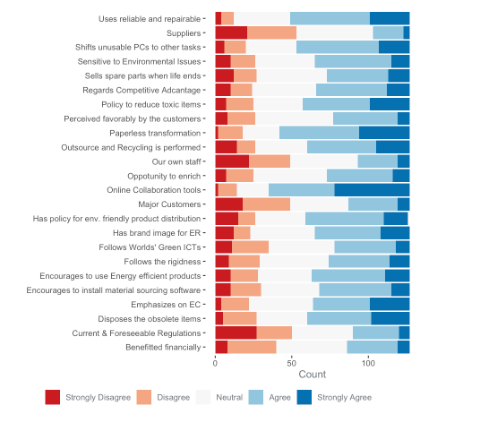 Uses reliable and repairable
Suppliers
Shifts unusable PCs to other tasks
Sensitive to Environmental Issues
Sells spare parts when life ends
Regards Competitive Adcantage
Policy to reduce toxic items
Perceived favorably by the customers
Paperless transformation
Outsource and Recycling is performed
Our own staff
Oppotunity to enrich
Online Collaboration tools
Major Customers
Has policy for env. friendly product distribution
Has brand image for ER
Follows Worlds' Green ICTs
Follows the rigidness
Encourages to use Energy efficient products
Encourages to install material sourcing software
Emphasizes on EC
Disposes the obsolete items
Current & Foreseeable Regulations
Benefitted financially
0 50 100
Count
Strongly Disagree Disagree Neutral Agree Strongly Agree